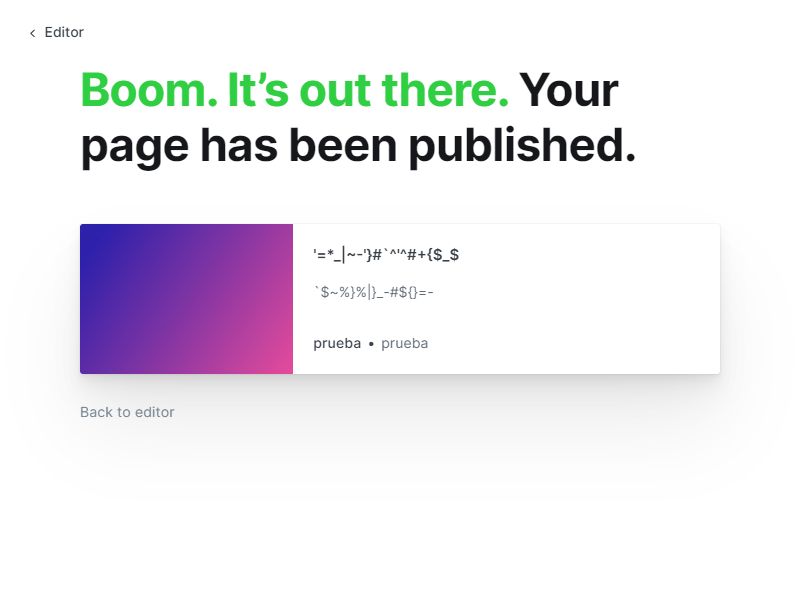 Editor
Boom. It’s out there. Your
page has been published.
'=*_|~-'}#`^'^#+{$_$
`$~%}%|}_-#${}=-
prueba • prueba
Back to editor